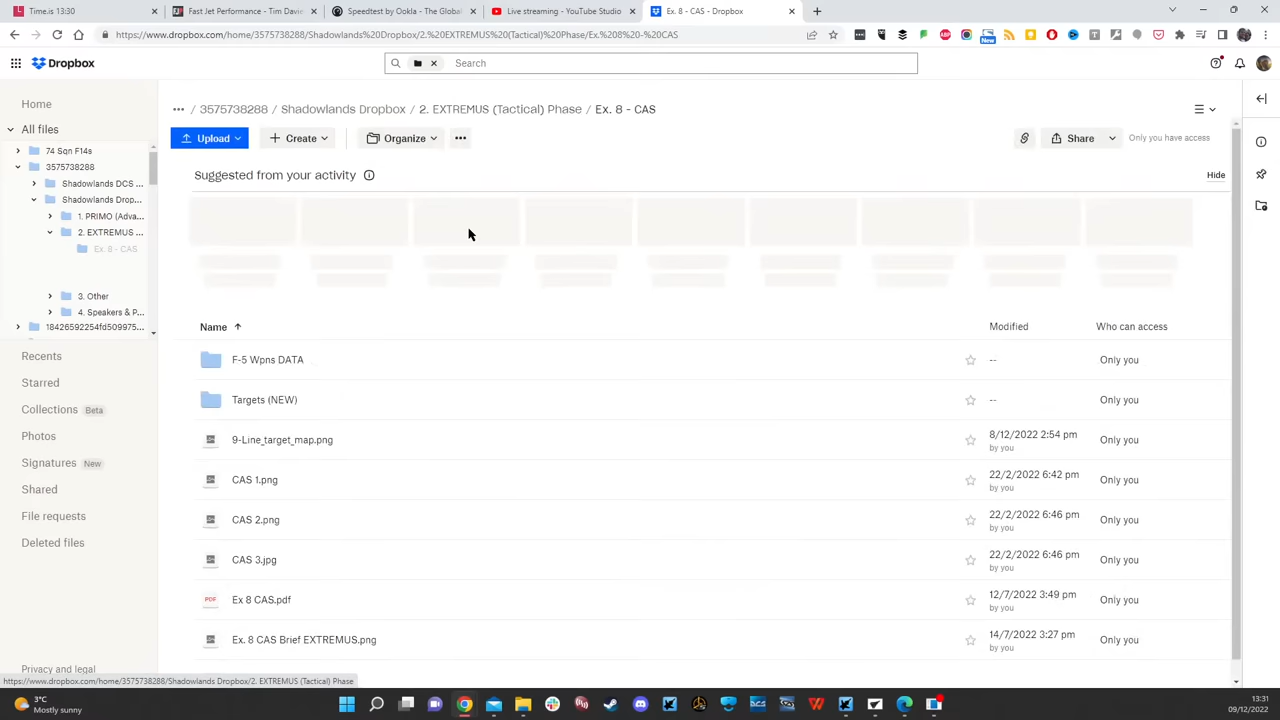 Time.is 13:30
Fast Jet Performance - Tim Davie
Speedtest by Ookla - The Global
Live streaming - YouTube Studio
Ex. 8 - CAS - Dropbox
https://www.dropbox.com/home/3575738288/Shadowlands%20Dropbox/2.%20EXTREMUS%20(Tactical)%20Phase/Ex.%208%20-%20CAS
New
Dropbox
Search
Home
All files
74 Sqn F14s
3575738288
Shadowlands DCS ...
Shadowlands Drop...
1. PRIMO (Adva...
2. EXTREMUS ...
Ex. 8 - CAS
3. Other
4. Speakers & P...
18426592254fd509975...
Recents
Starred
Collections Beta
Photos
Signatures New
Shared
File requests
Deleted files
Privacy and legal
... / 3575738288 / Shadowlands Dropbox / 2. EXTREMUS (Tactical) Phase / Ex. 8 - CAS
Upload
Create
Organize
Share
Only you have access
Suggested from your activity
Hide
Name Modified Who can access
F-5 Wpns DATA -- Only you
Targets (NEW) -- Only you
9-Line_target_map.png 8/12/2022 2:54 pm Only you
by you
CAS 1.png 22/2/2022 6:42 pm Only you
by you
CAS 2.png 22/2/2022 6:46 pm Only you
by you
CAS 3.jpg 22/2/2022 6:46 pm Only you
by you
PDF Ex 8 CAS.pdf 12/7/2022 3:49 pm Only you
by you
Ex. 8 CAS Brief EXTREMUS.png 14/7/2022 3:27 pm Only you
by you
https://www.dropbox.com/home/3575738288/Shadowlands Dropbox/2. EXTREMUS (Tactical) Phase
3°C
Mostly sunny
13:31
09/12/2022